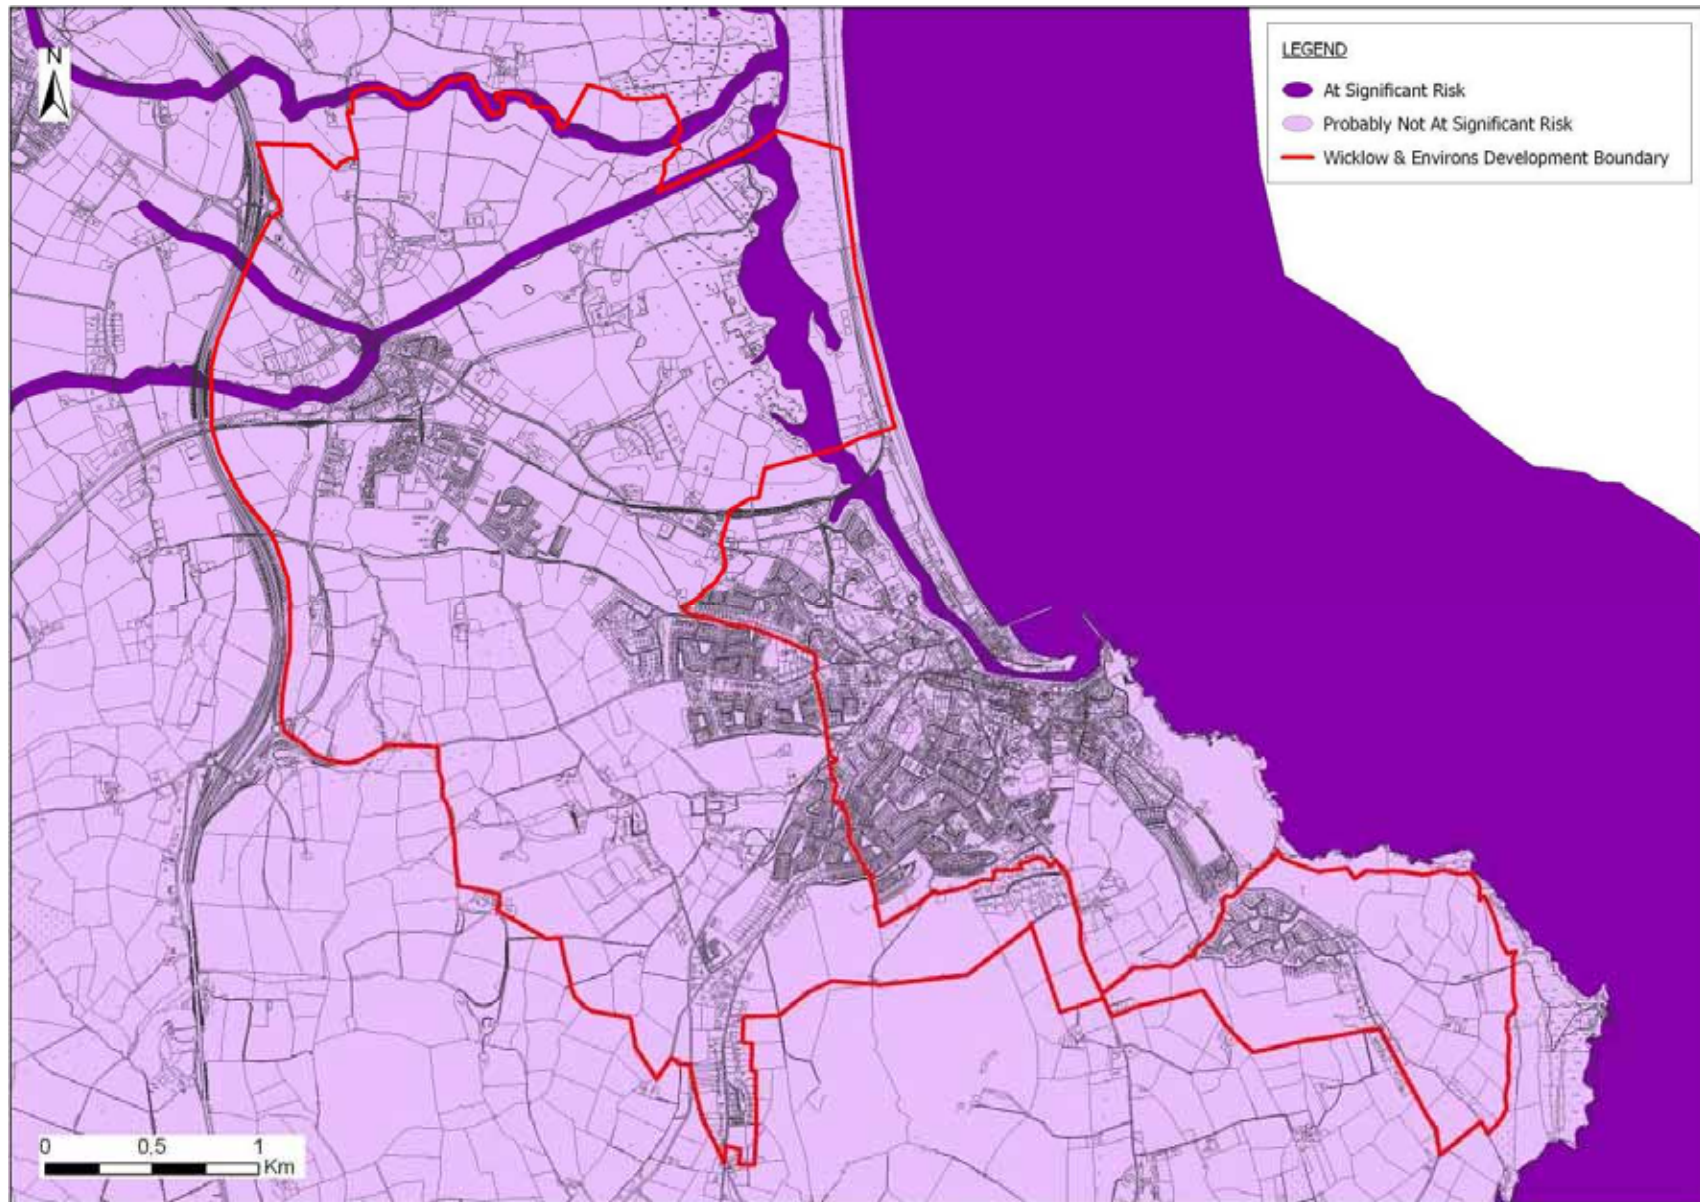 N
LEGEND
At Significant Risk
Probably Not At Significant Risk
Wicklow & Environs Development Boundary
0 0.5 1
Km